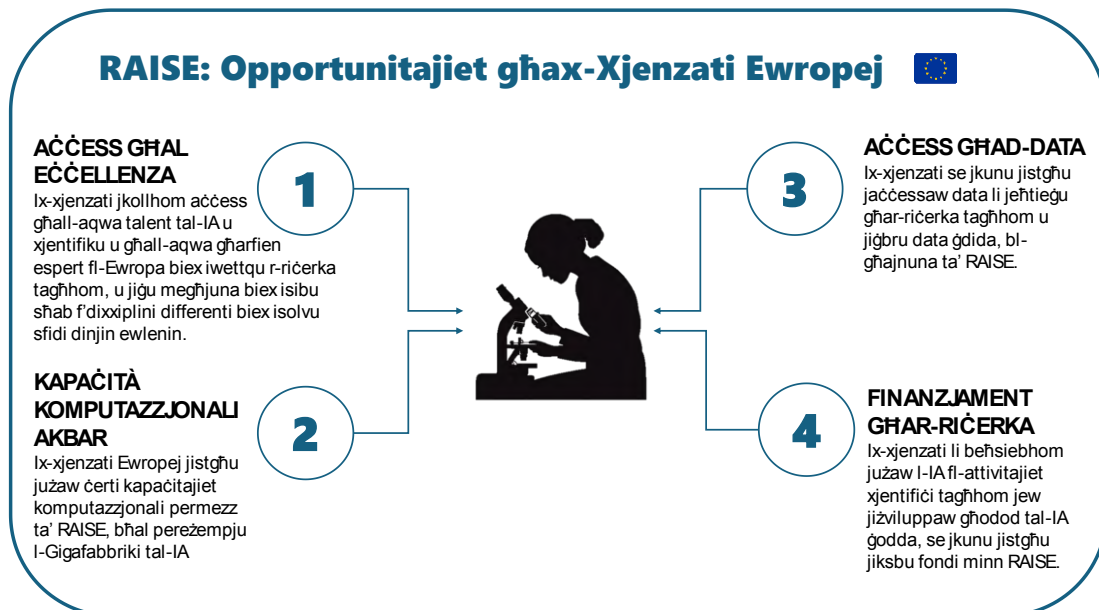 RAISE: Opportunitajiet għax-Xjenzati Ewropej
1
AĊĊESS GĦAL
EĊĊELLENZA
Ix-xjenzati jkollhom aċċess
għall-aqwa talent tal-IA u
xjentifiku u għall-aqwa għarfien
espert fl-Ewropa biex iwettqu r-riċerka
tagħhom, u jiġu megħjuna biex isibu
sħab f'dixxiplini differenti biex isolvu
sfidi dinjin ewlenin.
2
KAPAĊITÀ
KOMPUTAZZJONALI
AKBAR
Ix-xjenzati Ewropej jistgħu
jużaw ċerti kapaċitajiet
komputazzjonali permezz
ta' RAISE, bħal pereżempju
l-Gigafabbriki tal-IA
3
AĊĊESS GĦAD-DATA
Ix-xjenzati se jkunu jistgħu
jaċċessaw data li jeħtieġu
għar-riċerka tagħhom u
jiġbru data ġdida, bl-
għajnuna ta' RAISE.
4
FINANZJAMENT
GĦAR-RIĊERKA
Ix-xjenzati li beħsiebhom
jużaw l-IA fl-attivitajiet
xjentifiċi tagħhom jew
jiżviluppaw għodod tal-IA
ġodda, se jkunu jistgħu
jiksbu fondi minn RAISE.